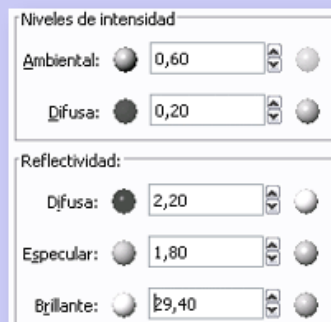 Niveles de intensidad
Ambiental: 0,60
Difusa: 0,20
Reflectividad:
Difusa: 2,20
Especular: 1,80
Brillante: 29,40